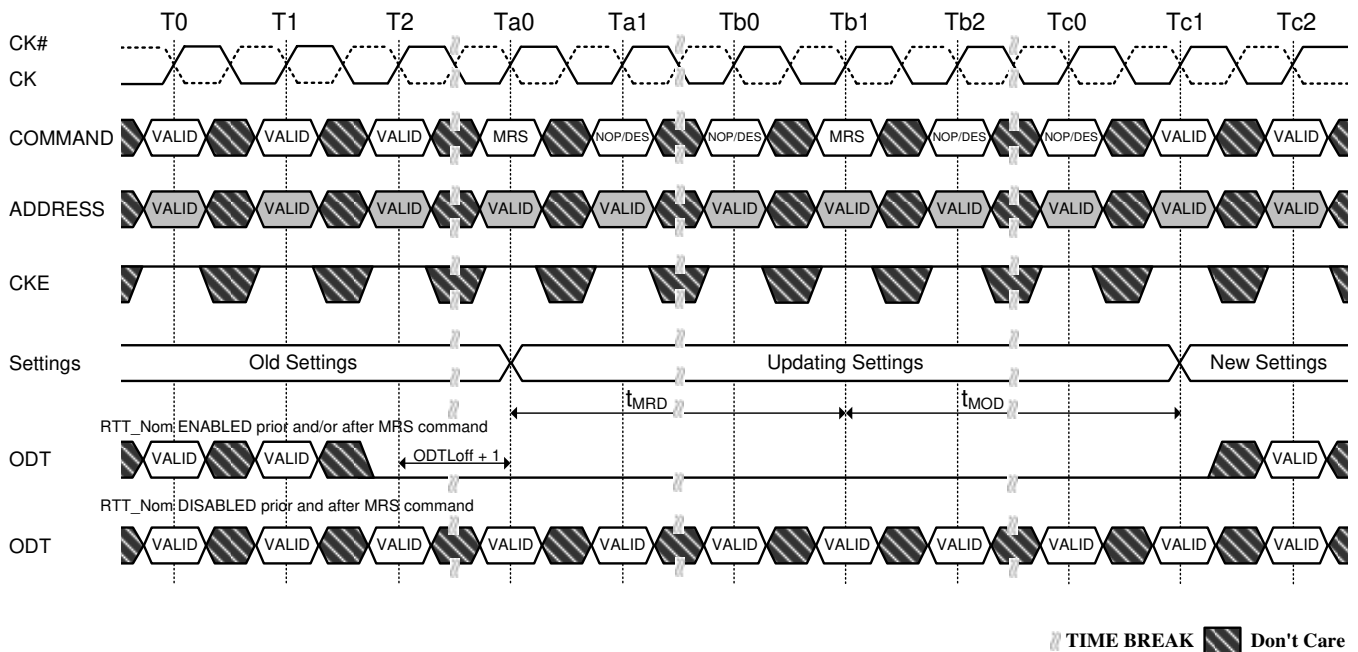 T0 T1 T2 Ta0 Ta1 Tb0 Tb1 Tb2 Tc0 Tc1 Tc2
CK#
CK
COMMAND VALID VALID VALID MRS NOP/DES NOP/DES MRS NOP/DES NOP/DES VALID VALID
ADDRESS VALID VALID VALID VALID VALID VALID VALID VALID VALID VALID VALID
CKE
Settings Old Settings Updating Settings New Settings
tMRD tMOD
RTT_Nom ENABLED prior and/or after MRS command
ODT VALID VALID ODTLoff + 1 VALID
RTT_Nom DISABLED prior and after MRS command
ODT VALID VALID VALID VALID VALID VALID VALID VALID VALID VALID VALID
TIME BREAK Don't Care